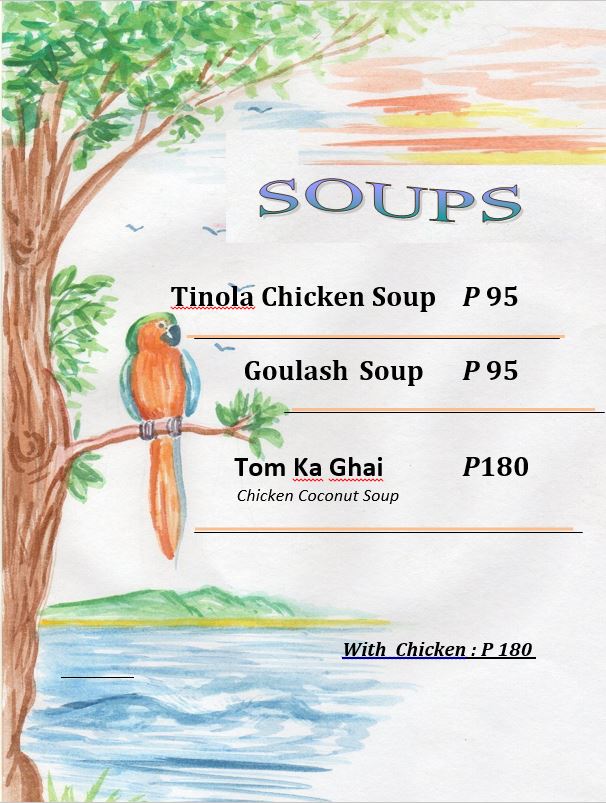 SOUPS
Tinola Chicken Soup P 95
Goulash Soup P 95
Tom Ka Ghai P180
Chicken Coconut Soup
With Chicken : P 180